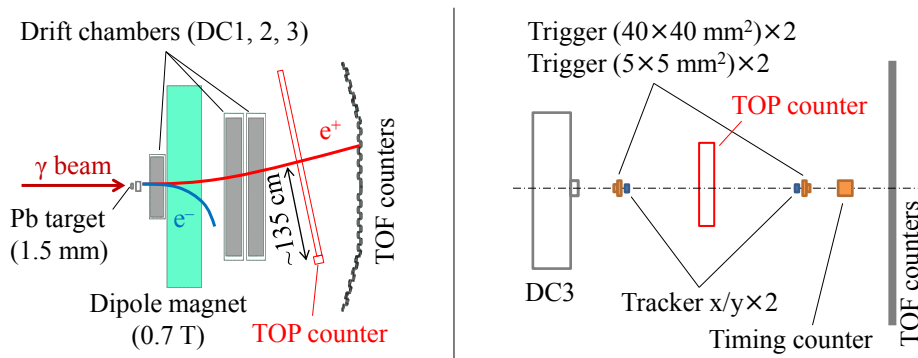 Drift chambers (DC1, 2, 3)
γ beam
Pb target
(1.5 mm)
e⁻
e⁺
~135 cm
TOF counters
Dipole magnet
(0.7 T)
TOP counter
Trigger (40×40 mm²)×2
Trigger (5×5 mm²)×2
TOP counter
DC3
Tracker x/y×2
Timing counter
TOF counters